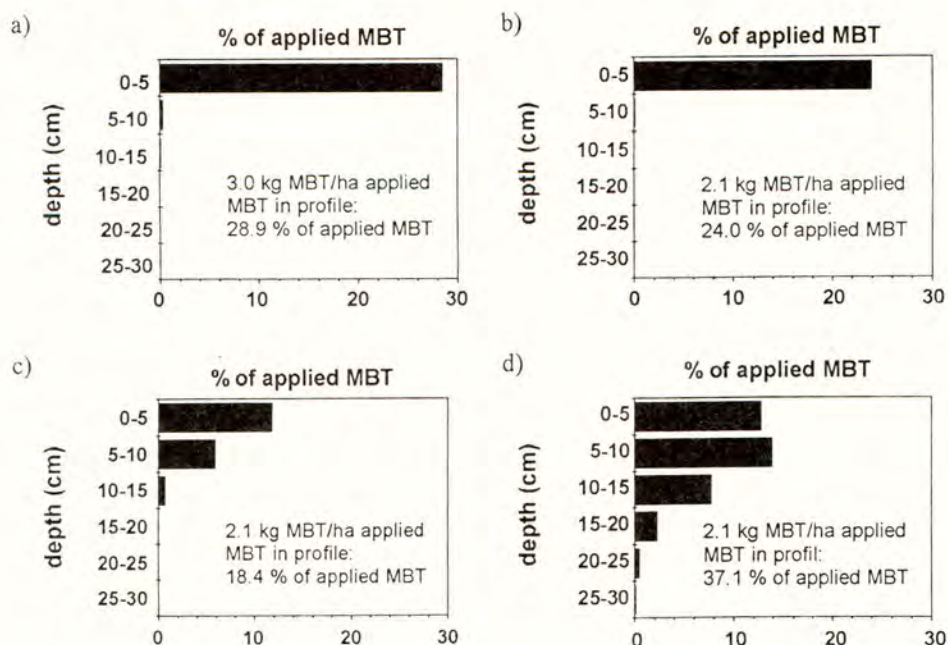 a)
% of applied MBT
depth (cm)
0-5
5-10
10-15
15-20
20-25
25-30
3.0 kg MBT/ha applied
MBT in profile:
28.9 % of applied MBT
0 10 20 30
b)
% of applied MBT
depth (cm)
0-5
5-10
10-15
15-20
20-25
25-30
2.1 kg MBT/ha applied
MBT in profile:
24.0 % of applied MBT
0 10 20 30
c)
% of applied MBT
depth (cm)
0-5
5-10
10-15
15-20
20-25
25-30
2.1 kg MBT/ha applied
MBT in profile:
18.4 % of applied MBT
0 10 20 30
d)
% of applied MBT
depth (cm)
0-5
5-10
10-15
15-20
20-25
25-30
2.1 kg MBT/ha applied
MBT in profil:
37.1 % of applied MBT
0 10 20 30